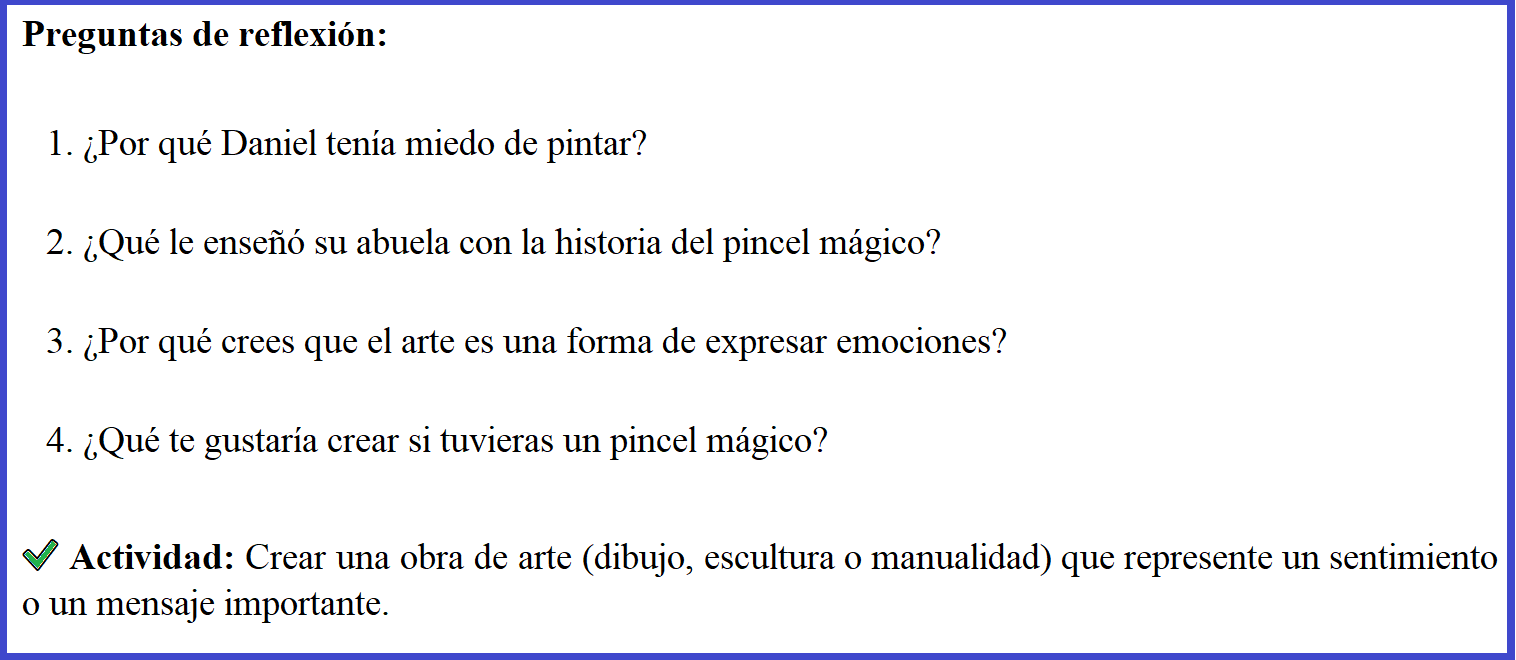 Preguntas de reflexión:
1. ¿Por qué Daniel tenía miedo de pintar?
2. ¿Qué le enseñó su abuela con la historia del pincel mágico?
3. ¿Por qué crees que el arte es una forma de expresar emociones?
4. ¿Qué te gustaría crear si tuvieras un pincel mágico?
Actividad: Crear una obra de arte (dibujo, escultura o manualidad) que represente un sentimiento
o un mensaje importante.